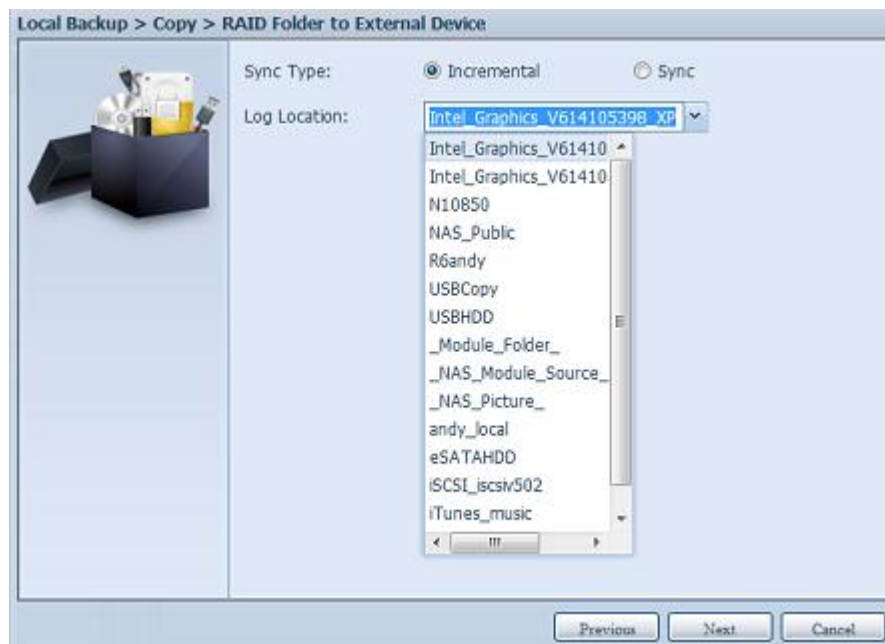 Local Backup > Copy > RAID Folder to External Device
Sync Type: Incremental Sync
Log Location: Intel_Graphics_V614105398_XP
Intel_Graphics_V61410
Intel_Graphics_V61410
N10850
NAS_Public
R6andy
USBCopy
USBHDD
_Module_Folder_
_NAS_Module_Source_
_NAS_Picture_
andy_local
eSATAHDD
iSCSI_iscsiv502
iTunes_music
Previous Next Cancel